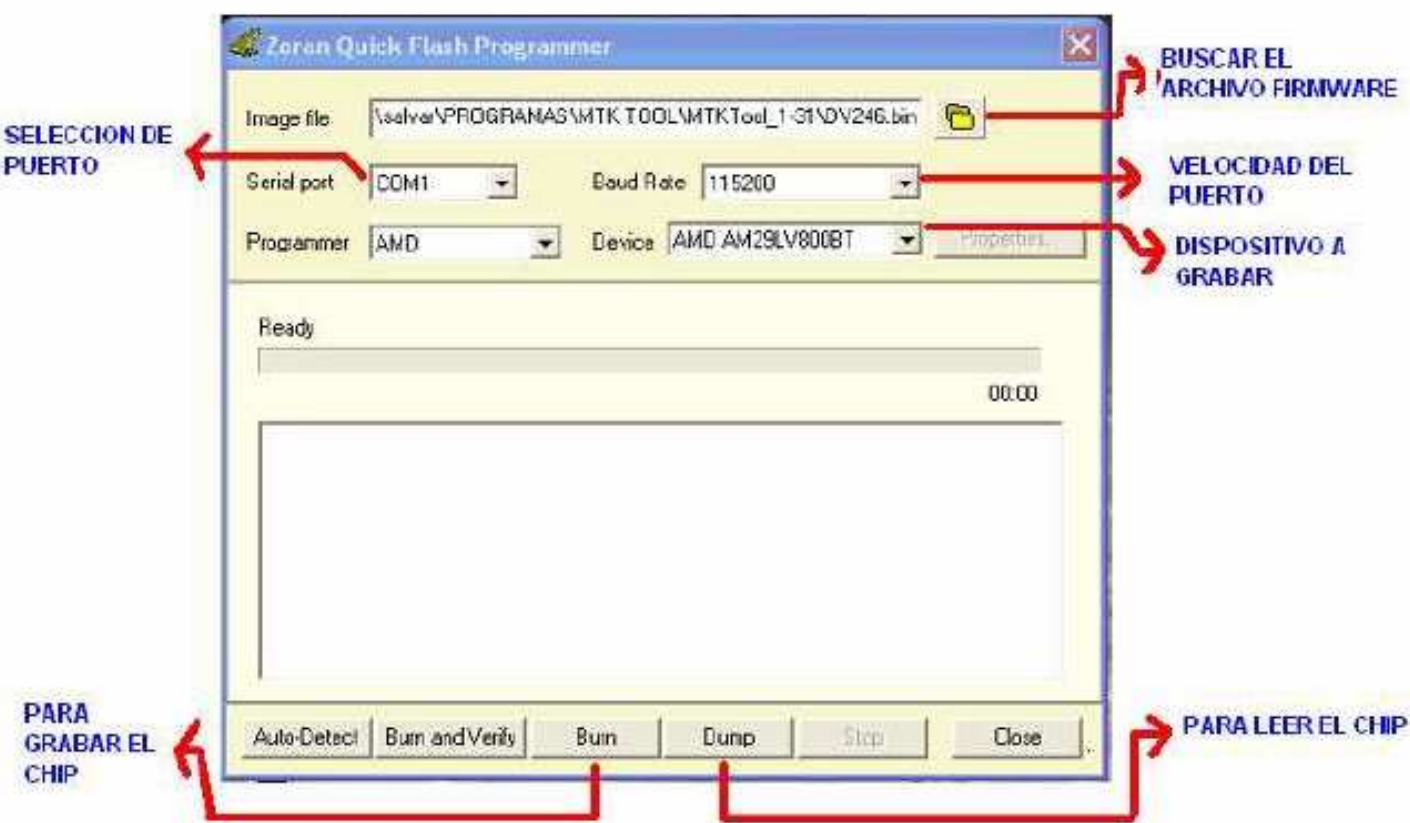 Zoran Quick Flash Programmer
BUSCAR EL
ARCHIVO FIRMWARE
Image file
\salvar\PROGRAMAS\MTK TOOL\MTKTool_1-31\DV246.bin
SELECCION DE
PUERTO
Serial port
COM1
Baud Rate
115200
VELOCIDAD DEL
PUERTO
Programmer
AMD
Device
AMD AM29LV800BT
Properties...
DISPOSITIVO A
GRABAR
Ready
00:00
PARA
GRABAR EL
CHIP
Auto-Detect
Burn and Verify
Burn
Dump
Stop
Close
PARA LEER EL CHIP